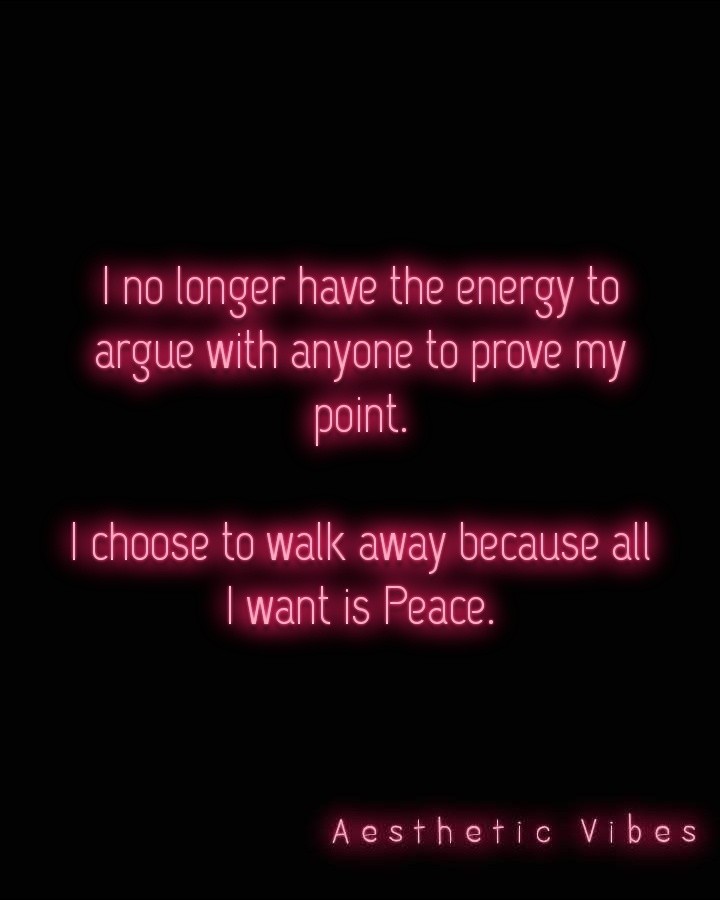 I no longer have the energy to
argue with anyone to prove my
point.
I choose to walk away because all
I want is Peace.
Aesthetic Vibes